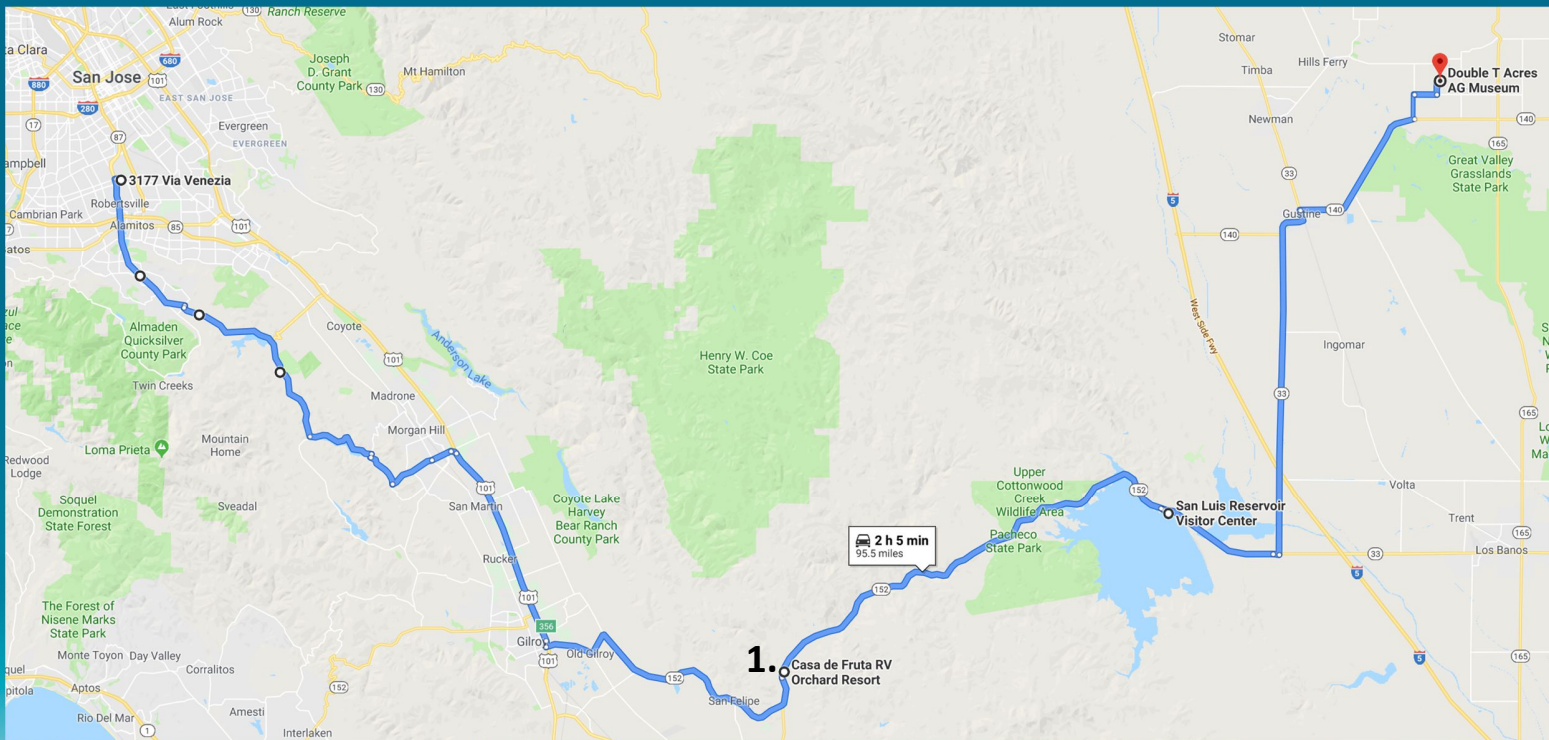 East Foothills
130
Ranch Reserve
Alum Rock
Santa Clara
680
880
San Jose
101
280
EAST SAN JOSE
Joseph
D. Grant
County Park
130
Mt Hamilton
17
87
Evergreen
EVERGREEN
Campbell
3177 Via Venezia
Robertsville
Cambrian Park
Alamitos
85
101
Coyote
101
Anderson Lake
Almaden
Quicksilver
County Park
Twin Creeks
Madrone
Morgan Hill
Loma Prieta
Mountain
Home
Redwood
Lodge
Soquel
Demonstration
State Forest
Sveadal
101
San Martin
Coyote Lake
Harvey
Bear Ranch
County Park
Rucker
101
The Forest of
Nisene Marks
State Park
356
Gilroy
101
Old Gilroy
Monte Toyon
Day Valley
Corralitos
Aptos
152
Rio Del Mar
1
Amesti
Interlaken
152
San Felipe
1.
Casa de Fruta RV
Orchard Resort
Henry W. Coe
State Park
2 h 5 min
95.5 miles
152
Upper
Cottonwood
Creek
Wildlife Area
Pacheco
State Park
152
San Luis Reservoir
Visitor Center
33
5
Los Banos
Volta
Trent
165
165
5
165
33
Ingomar
West Side Fwy
5
140
Gustine
140
33
Newman
Stomar
Timba
Hills Ferry
Double T Acres
AG Museum
140
165
Great Valley
Grasslands
State Park